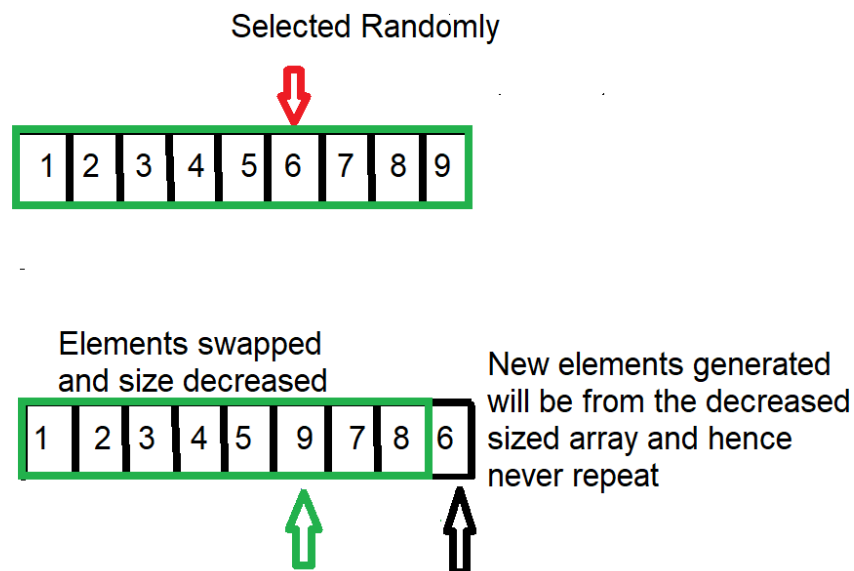 Selected Randomly
1 2 3 4 5 6 7 8 9
Elements swapped
and size decreased
1 2 3 4 5 9 7 8 6
New elements generated
will be from the decreased
sized array and hence
never repeat